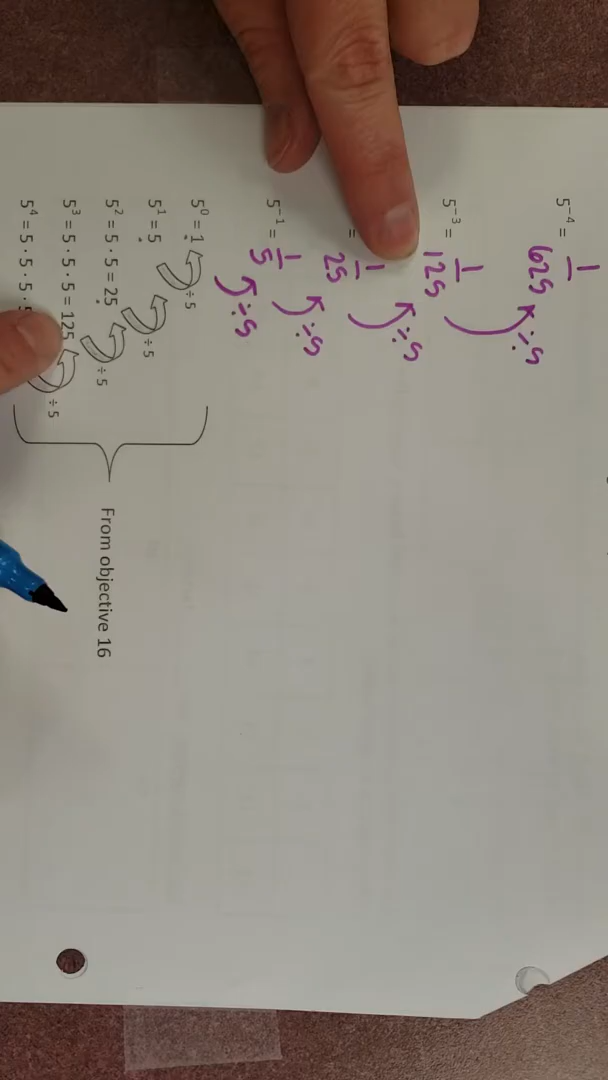 5⁻⁴ = 1/625
÷5
5⁻³ = 1/125
÷5
= 1/25
÷5
5⁻¹ = 1/5
÷5
5⁰ = 1
÷ 5
5¹ = 5
÷ 5
5² = 5 · 5 = 25
÷ 5
5³ = 5 · 5 · 5 = 125
÷ 5
5⁴ = 5 · 5 · 5 · 5
From objective 16